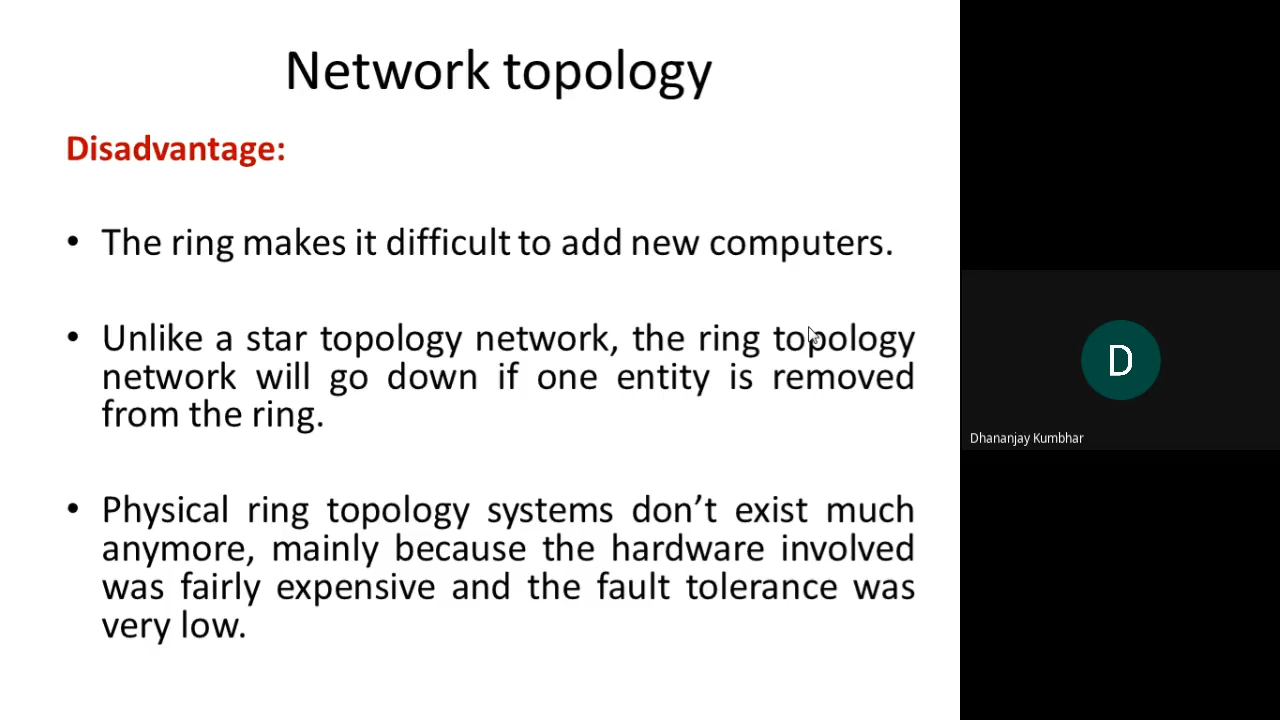 Network topology
Disadvantage:
• The ring makes it difficult to add new computers.
• Unlike a star topology network, the ring topology
network will go down if one entity is removed
from the ring.
• Physical ring topology systems don’t exist much
anymore, mainly because the hardware involved
was fairly expensive and the fault tolerance was
very low.
D
Dhananjay Kumbhar